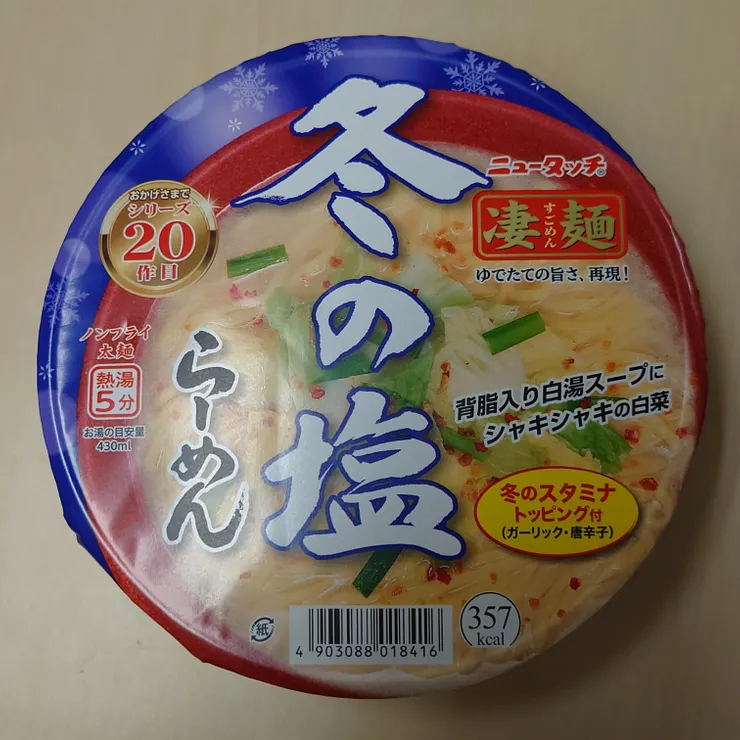 冬の塩
らーめん
ニュータッチ®
凄麺
すごめん
ゆでたての旨さ、再現!
おかげさまで
シリーズ
20
作目
ノンフライ
太麺
熱湯
5分
お湯の目安量
430ml
背脂入り白湯スープに
シャキシャキの白菜
冬のスタミナ
トッピング付
(ガーリック・唐辛子)
紙
4 903088 018416
357
kcal